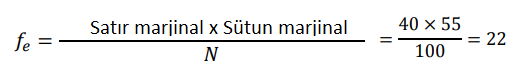 fe = Satır marjinal x Sütun marjinal / N = 40 × 55 / 100 = 22